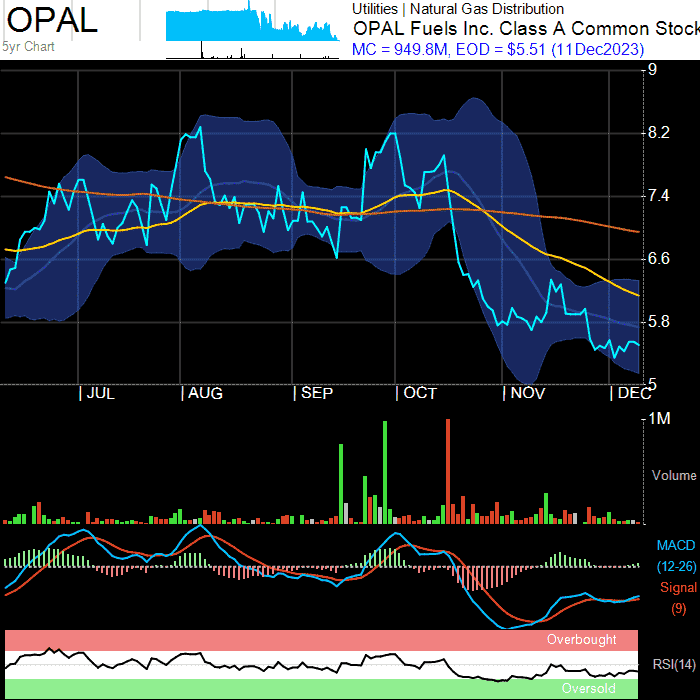 OPAL
5yr Chart
Utilities | Natural Gas Distribution
OPAL Fuels Inc. Class A Common Stock
MC = 949.8M, EOD = $5.51 (11Dec2023)
9
8.2
7.4
6.6
5.8
5
JUL AUG SEP OCT NOV DEC
1M
Volume
MACD
(12-26)
Signal
(9)
Overbought
RSI(14)
Oversold